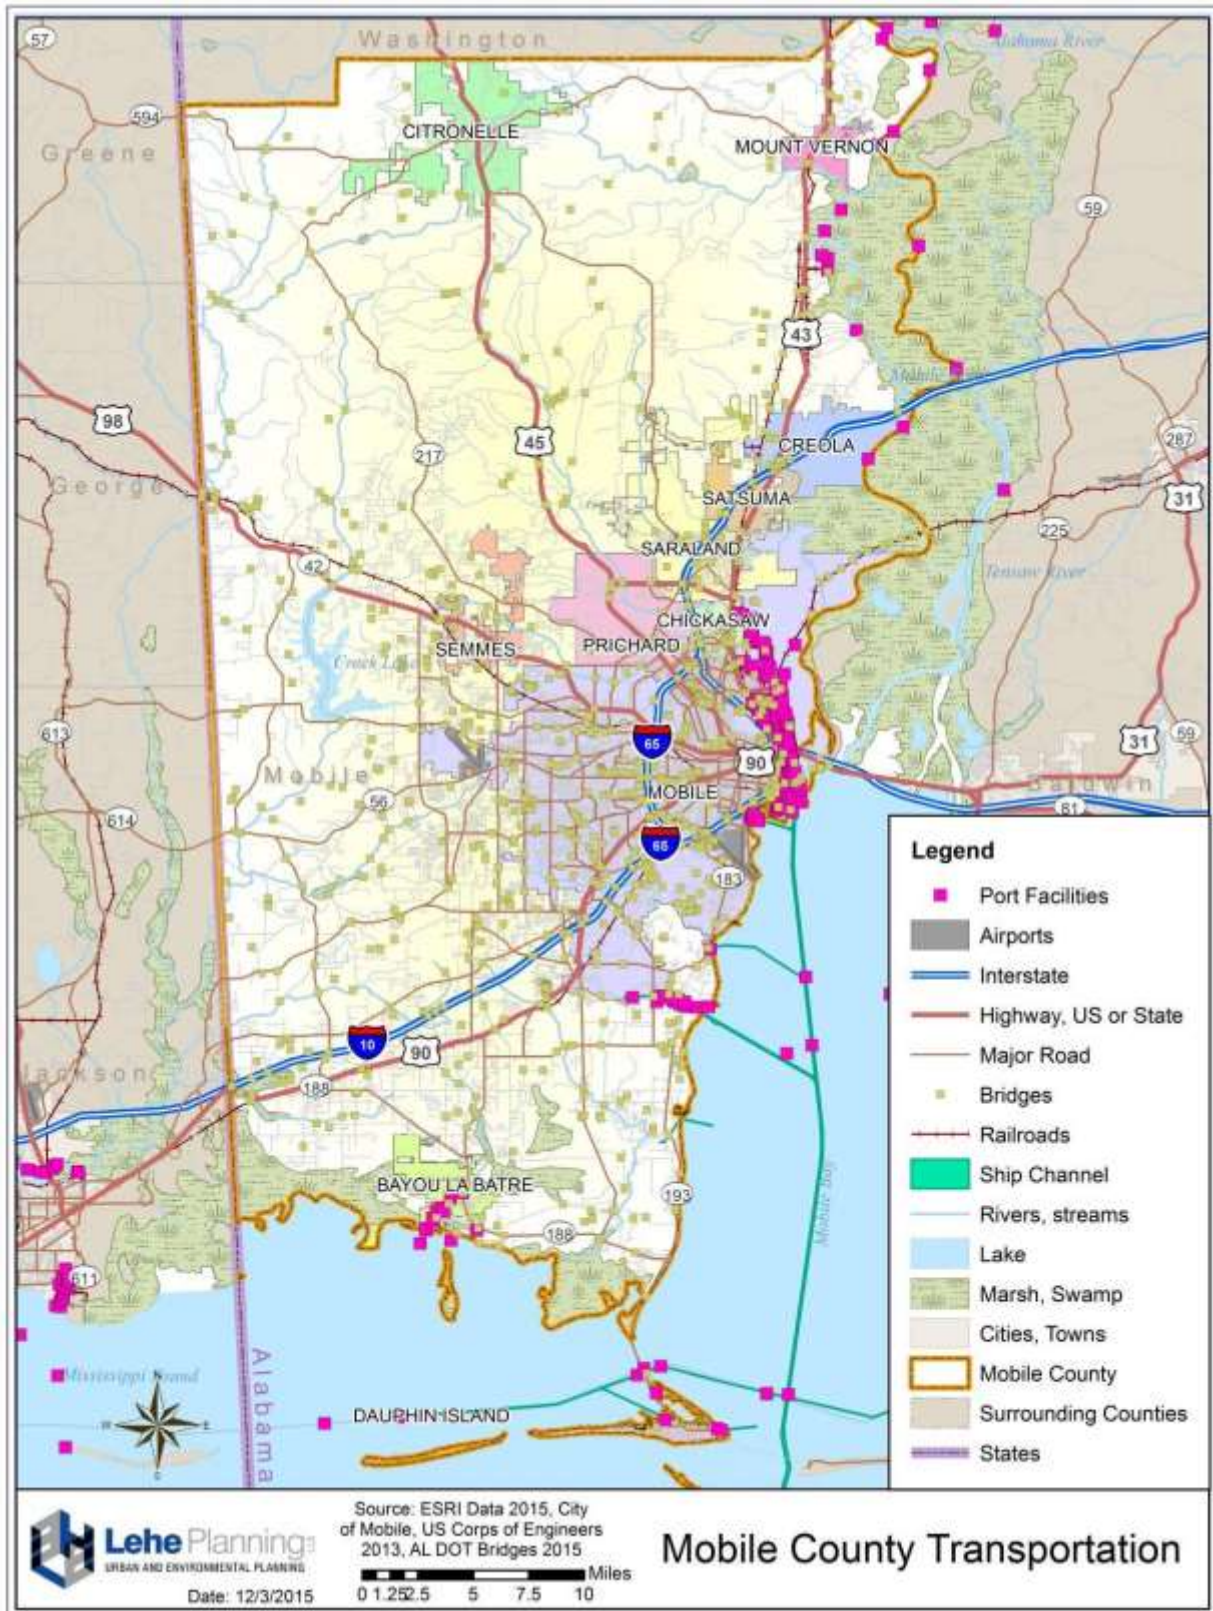 Washington
57
Alabama River
594
CITRONELLE
MOUNT VERNON
Greene
59
43
98
Mobile
45
CREOLA
217
287
George
SATSUMA
31
SARALAND
225
42
Tensaw River
CHICKASAW
SEMMES
PRICHARD
613
65
90
31
59
Mobile
MOBILE
Baldwin
56
614
61
65
183
10
90
Jackson
188
BAYOU LA BATRE
193
Mobile Bay
188
611
Mississippi Sound
Alabama
N
W
E
S
DAUPHIN ISLAND
Legend
Port Facilities
Airports
Interstate
Highway, US or State
Major Road
Bridges
Railroads
Ship Channel
Rivers, streams
Lake
Marsh, Swamp
Cities, Towns
Mobile County
Surrounding Counties
States
Lehe Planning
URBAN AND ENVIRONMENTAL PLANNING
Date: 12/3/2015
Source: ESRI Data 2015, City
of Mobile, US Corps of Engineers
2013, AL DOT Bridges 2015
Miles
0 1.25 2.5 5 7.5 10
Mobile County Transportation